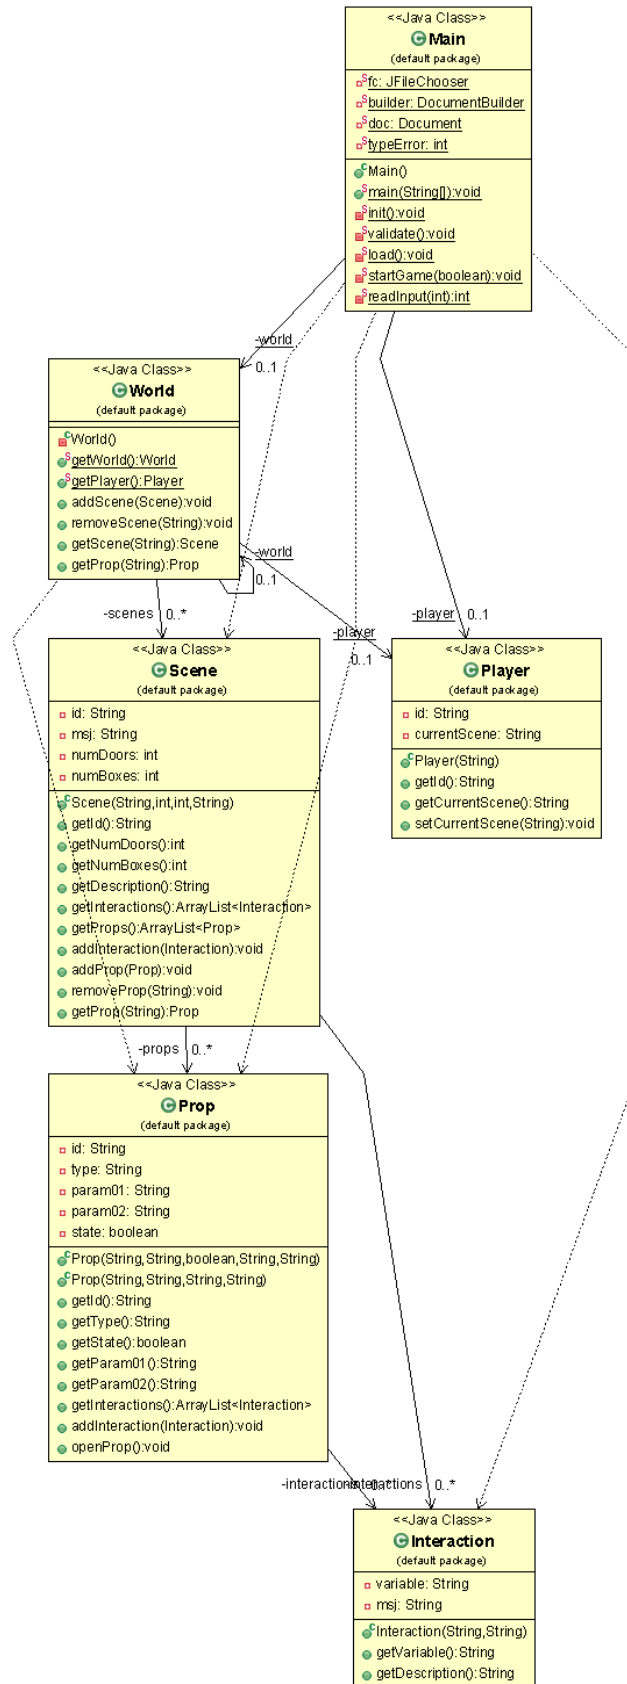 <<Java Class>>
Main
(default package)
fc: JFileChooser
builder: DocumentBuilder
doc: Document
typeError: int
Main()
main(String[]):void
init():void
validate():void
load():void
startGame(boolean):void
readInput(int):int
-world
0..1
<<Java Class>>
World
(default package)
World()
getWorld():World
getPlayer():Player
addScene(Scene):void
removeScene(String):void
getScene(String):Scene
getProp(String):Prop
-world
0..1
-scenes 0..*
-player
0..1
-player 0..1
<<Java Class>>
Scene
(default package)
id: String
msj: String
numDoors: int
numBoxes: int
Scene(String,int,int,String)
getId():String
getNumDoors():int
getNumBoxes():int
getDescription():String
getInteractions():ArrayList<Interaction>
getProps():ArrayList<Prop>
addInteraction(Interaction):void
addProp(Prop):void
removeProp(String):void
getProp(String):Prop
<<Java Class>>
Player
(default package)
id: String
currentScene: String
Player(String)
getId():String
getCurrentScene():String
setCurrentScene(String):void
-props 0..*
<<Java Class>>
Prop
(default package)
id: String
type: String
param01: String
param02: String
state: boolean
Prop(String,String,boolean,String,String)
Prop(String,String,String,String)
getId():String
getType():String
getState():boolean
getParam01():String
getParam02():String
getInteractions():ArrayList<Interaction>
addInteraction(Interaction):void
openProp():void
-interactions 0..*
-interactions 0..*
<<Java Class>>
Interaction
(default package)
variable: String
msj: String
Interaction(String,String)
getVariable():String
getDescription():String